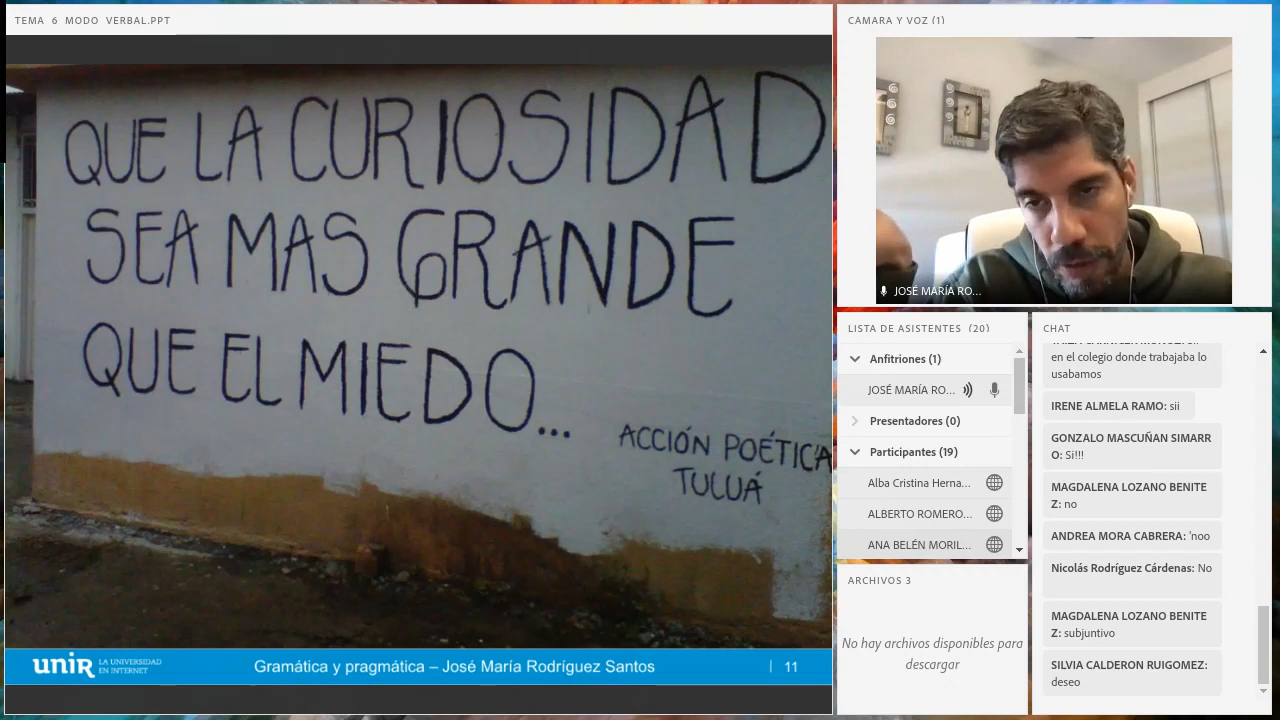 TEMA 6 MODO VERBAL.PPT
QUE LA CURIOSIDAD
SEA MAS GRANDE
QUE EL MIEDO...
ACCIÓN POÉTICA
TULUÁ
unir LA UNIVERSIDAD
EN INTERNET
Gramática y pragmática – José María Rodríguez Santos
| 11
CAMARA Y VOZ (1)
JOSÉ MARÍA RO...
LISTA DE ASISTENTES (20)
Anfitriones (1)
JOSÉ MARÍA RO...
Presentadores (0)
Participantes (19)
Alba Cristina Herna...
ALBERTO ROMERO...
ANA BELÉN MORIL...
ARCHIVOS 3
No hay archivos disponibles para
descargar
CHAT
en el colegio donde trabajaba lo
usabamos
IRENE ALMELA RAMO: sii
GONZALO MASCUÑAN SIMARR
O: Si!!!
MAGDALENA LOZANO BENITE
Z: no
ANDREA MORA CABRERA: 'noo
Nicolás Rodríguez Cárdenas: No
MAGDALENA LOZANO BENITE
Z: subjuntivo
SILVIA CALDERON RUIGOMEZ:
deseo